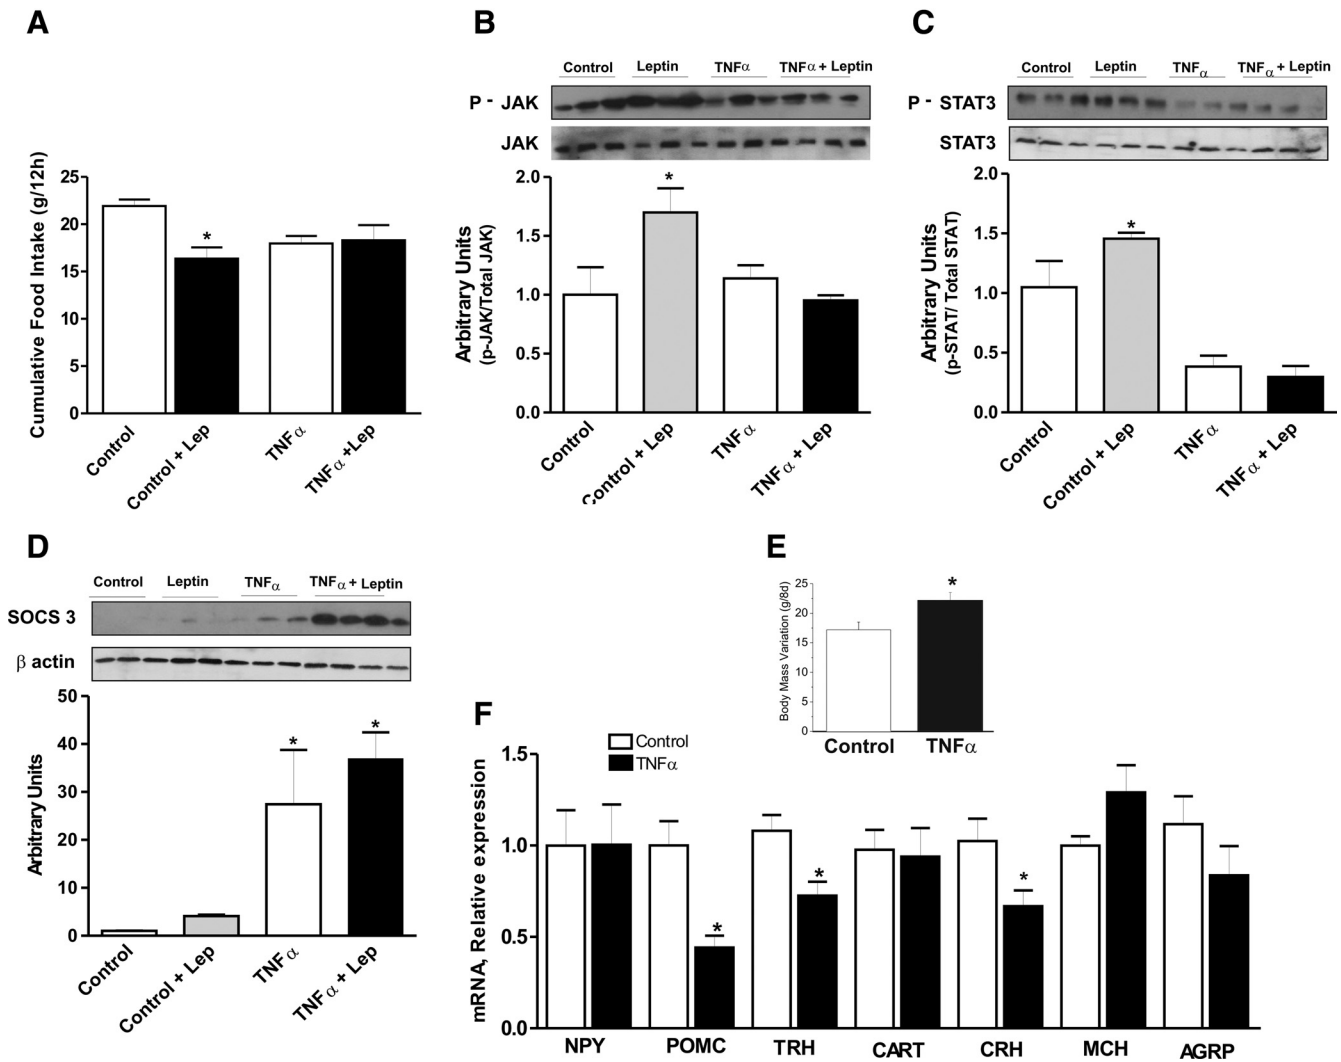 A
Cumulative Food Intake (g/12h)
25
20
15
10
5
0
*
Control
Control + Lep
TNFα
TNFα +Lep
B
Control
Leptin
TNFα
TNFα + Leptin
P - JAK
JAK
Arbitrary Units
(p-JAK/Total JAK)
2.0
1.5
1.0
0.5
0.0
*
Control
Control + Lep
TNFα
TNFα + Lep
C
Control
Leptin
TNFα
TNFα + Leptin
P - STAT3
STAT3
Arbitrary Units
(p-STAT/ Total STAT)
2.0
1.5
1.0
0.5
0.0
*
Control
Control + Lep
TNFα
TNFα + Lep
D
Control
Leptin
TNFα
TNFα + Leptin
SOCS 3
β actin
Arbitrary Units
50
40
30
20
10
0
*
*
Control
Control + Lep
TNFα
TNFα + Lep
E
Body Mass Variation (g/8d)
25
20
15
10
5
0
*
Control
TNFα
F
Control
TNFα
mRNA, Relative expression
1.5
1.0
0.5
0.0
*
*
*
NPY
POMC
TRH
CART
CRH
MCH
AGRP